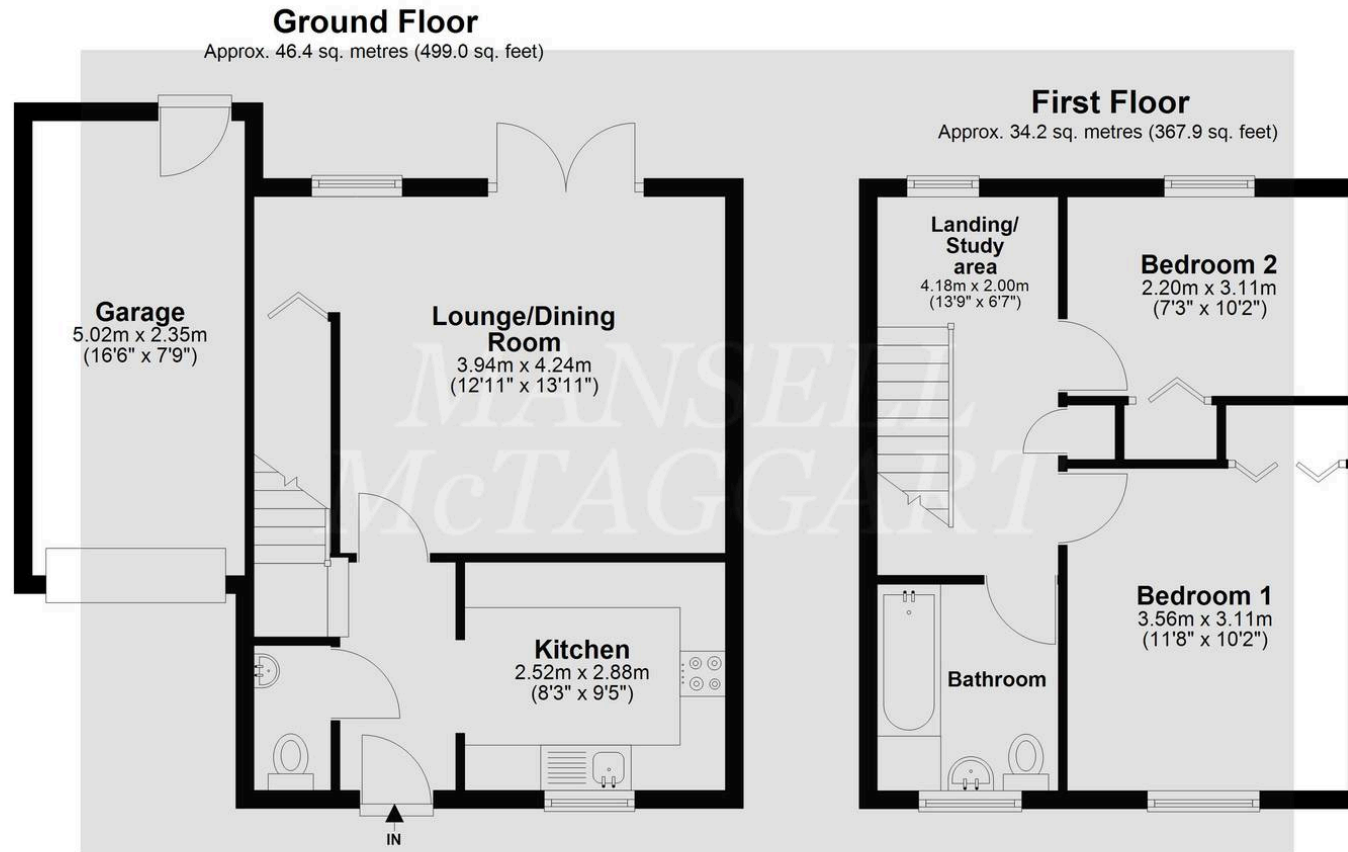 Ground Floor
Approx. 46.4 sq. metres (499.0 sq. feet)
Garage
5.02m x 2.35m
(16'6" x 7'9")
Lounge/Dining
Room
3.94m x 4.24m
(12'11" x 13'11")
Kitchen
2.52m x 2.88m
(8'3" x 9'5")
IN
First Floor
Approx. 34.2 sq. metres (367.9 sq. feet)
Landing/
Study
area
4.18m x 2.00m
(13'9" x 6'7")
Bedroom 2
2.20m x 3.11m
(7'3" x 10'2")
Bedroom 1
3.56m x 3.11m
(11'8" x 10'2")
Bathroom
MANSELL
McTAGGART